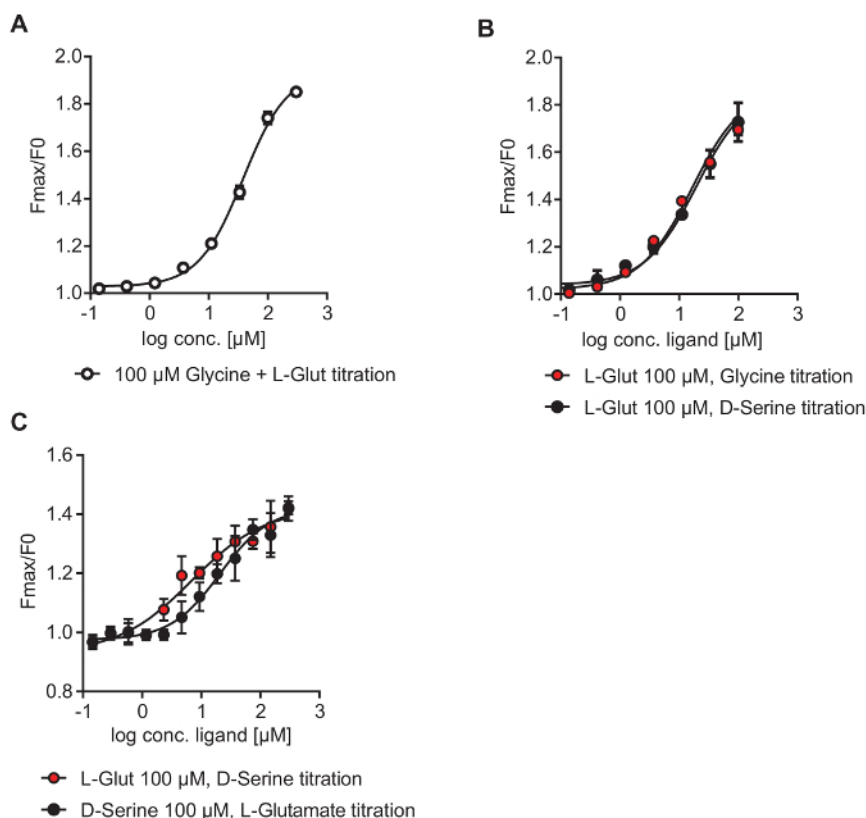 A
2.0
1.8
1.6
1.4
1.2
1.0
Fmax/F0
-1 0 1 2 3
log conc. [µM]
100 µM Glycine + L-Glut titration
B
2.0
1.8
1.6
1.4
1.2
1.0
Fmax/F0
-1 0 1 2 3
log conc. ligand [µM]
L-Glut 100 µM, Glycine titration
L-Glut 100 µM, D-Serine titration
C
1.6
1.4
1.2
1.0
0.8
Fmax/F0
-1 0 1 2 3
log conc. ligand [µM]
L-Glut 100 µM, D-Serine titration
D-Serine 100 µM, L-Glutamate titration